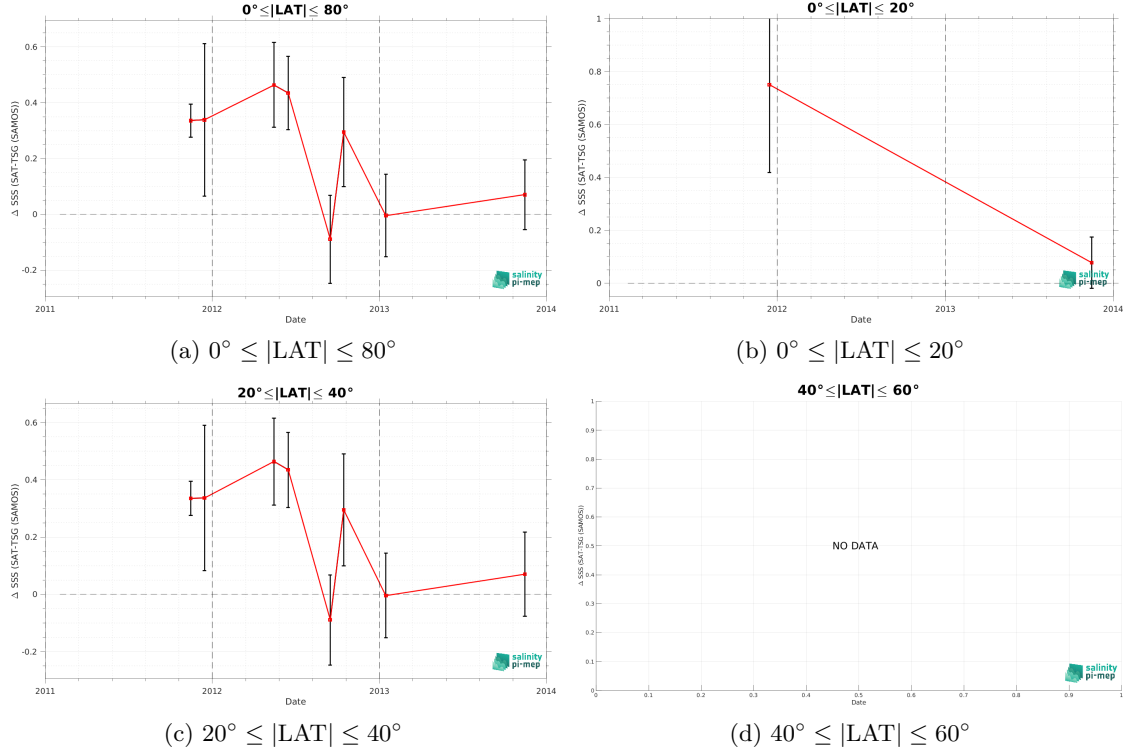 0°≤|LAT|≤ 80°
Δ SSS (SAT-TSG (SAMOS))
0.6
0.4
0.2
0
-0.2
2011
2012
2013
2014
Date
salinity
pi-mep
(a) 0° ≤ |LAT| ≤ 80°
0°≤|LAT|≤ 20°
Δ SSS (SAT-TSG (SAMOS))
1
0.8
0.6
0.4
0.2
0
2011
2012
2013
2014
Date
salinity
pi-mep
(b) 0° ≤ |LAT| ≤ 20°
20°≤|LAT|≤ 40°
Δ SSS (SAT-TSG (SAMOS))
0.6
0.4
0.2
0
-0.2
2011
2012
2013
2014
Date
salinity
pi-mep
(c) 20° ≤ |LAT| ≤ 40°
40°≤|LAT|≤ 60°
Δ SSS (SAT-TSG (SAMOS))
1
0.9
0.8
0.7
0.6
0.5
0.4
0.3
0.2
0.1
0
NO DATA
0 0.1 0.2 0.3 0.4 0.5 0.6 0.7 0.8 0.9 1
Date
salinity
pi-mep
(d) 40° ≤ |LAT| ≤ 60°